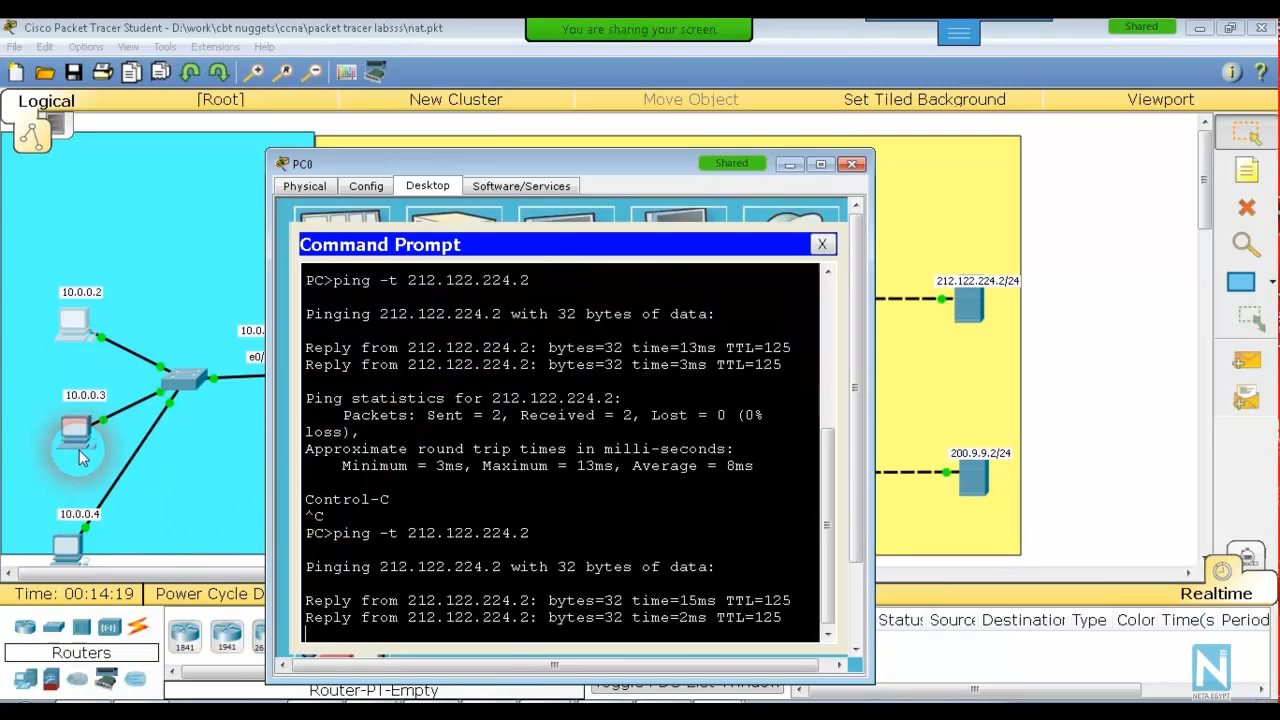 Cisco Packet Tracer Student - D:\work\cbt nuggets\ccna\packet tracer labsss\nat.pkt
You are sharing your screen.
Shared
File Edit Options View Tools Extensions Help
Logical
[Root]
New Cluster
Move Object
Set Tiled Background
Viewport
PC0
Shared
Physical
Config
Desktop
Software/Services
Command Prompt
X
PC>ping -t 212.122.224.2
Pinging 212.122.224.2 with 32 bytes of data:
Reply from 212.122.224.2: bytes=32 time=13ms TTL=125
Reply from 212.122.224.2: bytes=32 time=3ms TTL=125
Ping statistics for 212.122.224.2:
Packets: Sent = 2, Received = 2, Lost = 0 (0%
loss),
Approximate round trip times in milli-seconds:
Minimum = 3ms, Maximum = 13ms, Average = 8ms
Control-C
^C
PC>ping -t 212.122.224.2
Pinging 212.122.224.2 with 32 bytes of data:
Reply from 212.122.224.2: bytes=32 time=15ms TTL=125
Reply from 212.122.224.2: bytes=32 time=2ms TTL=125
10.0.0.2
10.0.0.3
10.0.0.4
10.0.
e0/
212.122.224.2/24
200.9.9.2/24
Time: 00:14:19
Power Cycle D
Realtime
Routers
1841
1941
Router-PT-Empty
Source
Type
Color
Time(s
Period
NETA EGYPT